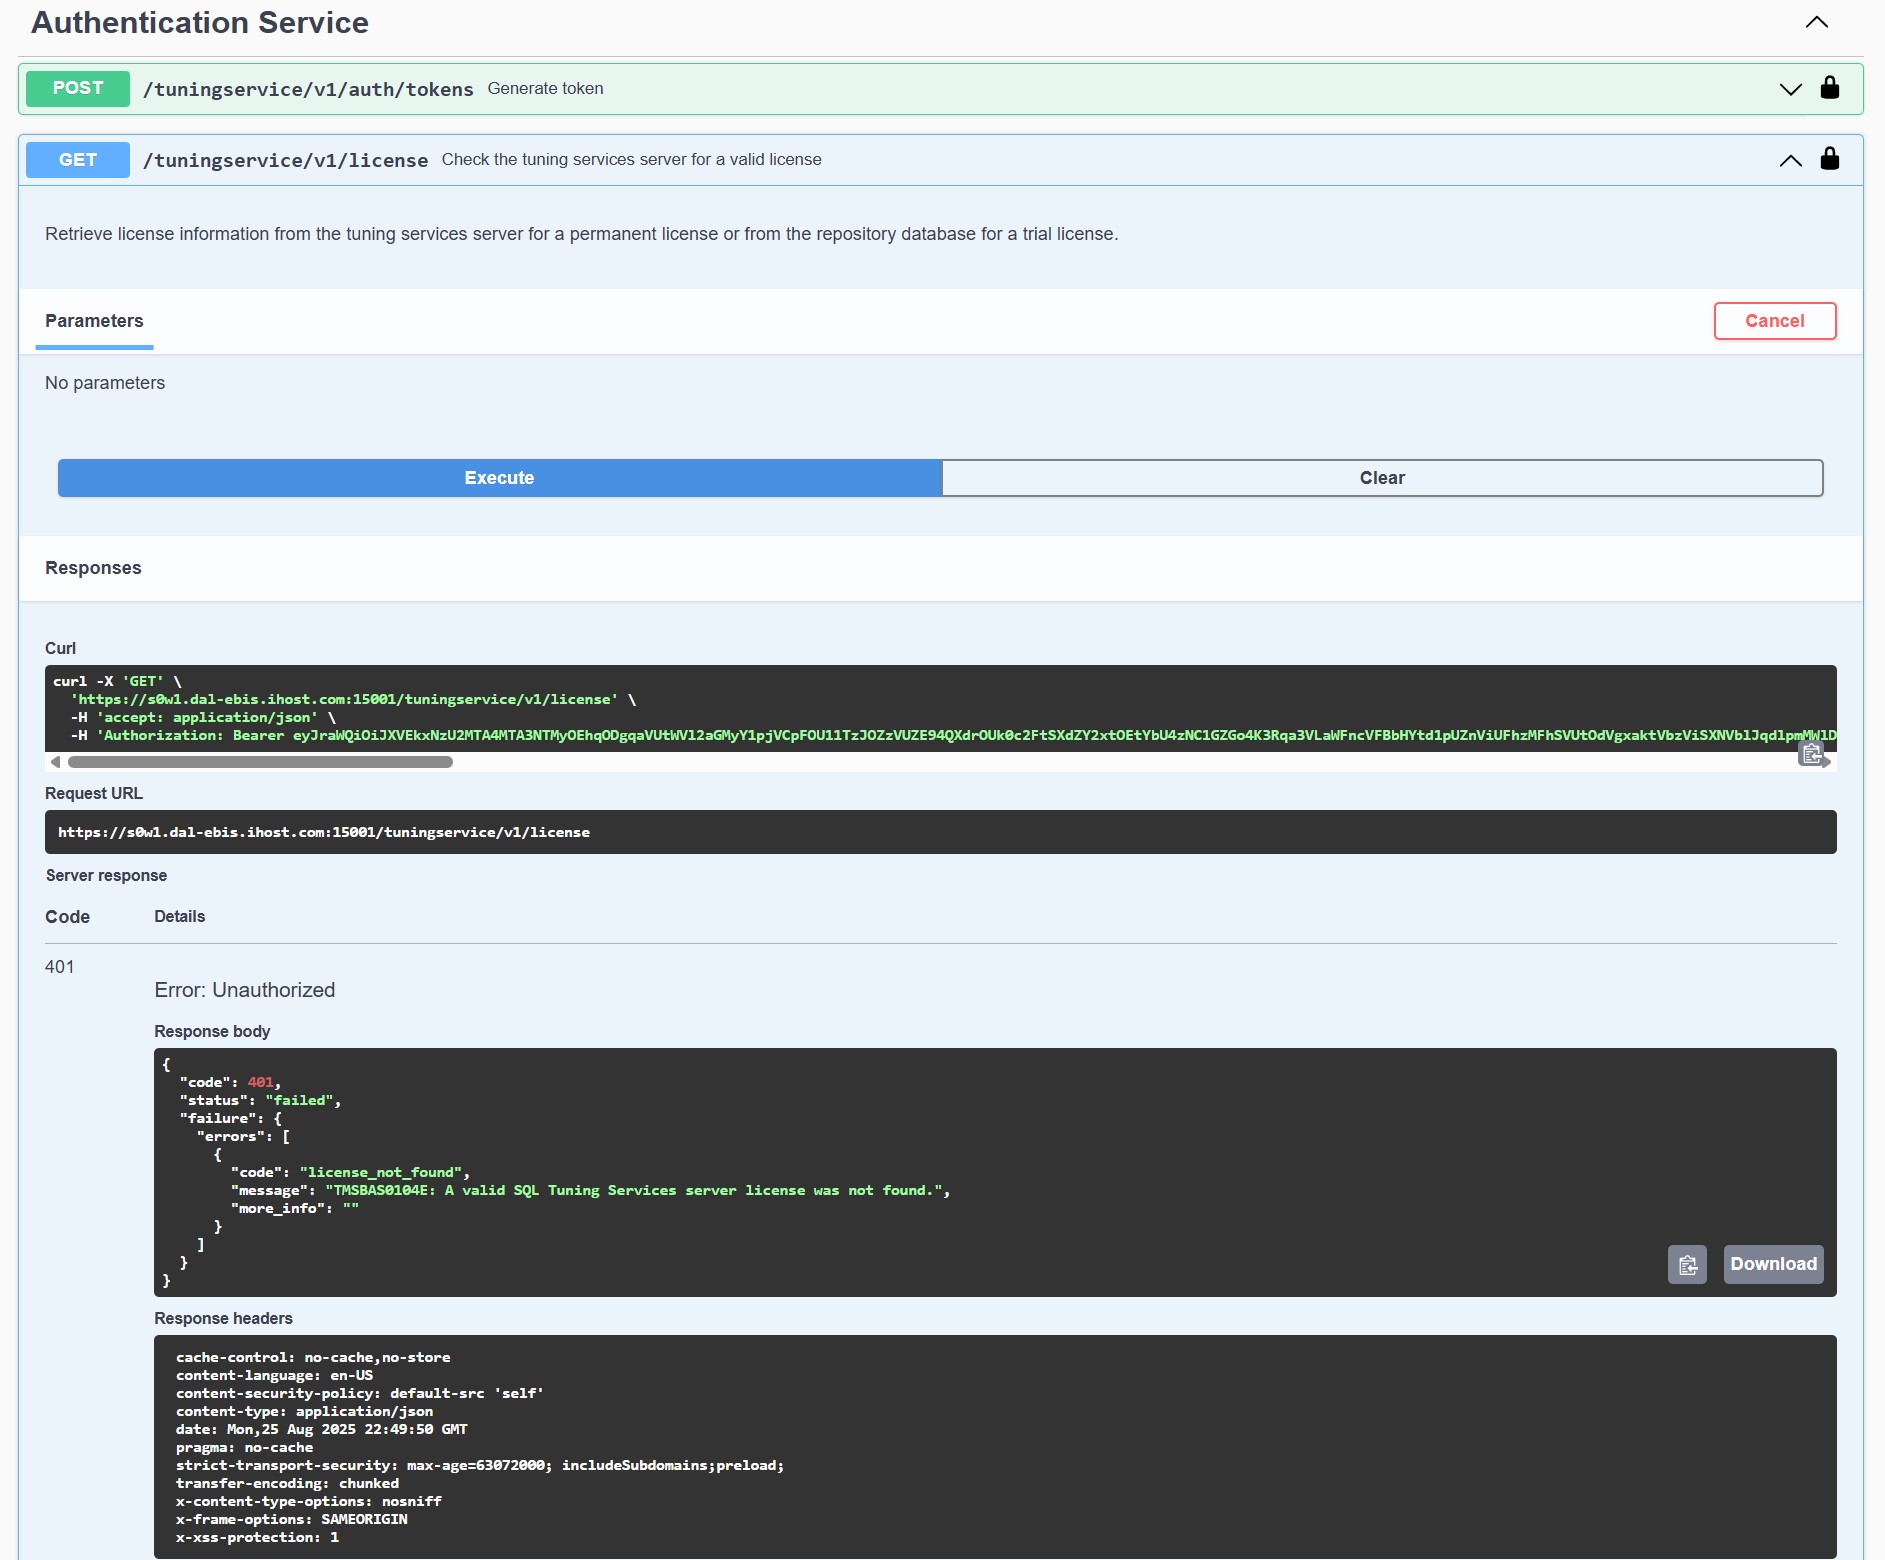 Authentication Service
POST /tuningservice/v1/auth/tokens Generate token
GET /tuningservice/v1/license Check the tuning services server for a valid license
Retrieve license information from the tuning services server for a permanent license or from the repository database for a trial license.
Parameters
Cancel
No parameters
Execute
Clear
Responses
Curl
curl -X 'GET' \
  'https://s0w1.dal-ebis.ihost.com:15001/tuningservice/v1/license' \
  -H 'accept: application/json' \
  -H 'Authorization: Bearer
Request URL
https://s0w1.dal-ebis.ihost.com:15001/tuningservice/v1/license
Server response
Code Details
401
Error: Unauthorized
Response body
{
  "code": 401,
  "status": "failed",
  "failure": {
    "errors": [
      {
        "code": "license_not_found",
        "message": "TMSBAS0104E: A valid SQL Tuning Services server license was not found.",
        "more_info": ""
      }
    ]
  }
}
Download
Response headers
cache-control: no-cache,no-store
content-language: en-US
content-security-policy: default-src 'self'
content-type: application/json
date: Mon,25 Aug 2025 22:49:50 GMT
pragma: no-cache
strict-transport-security: max-age=63072000; includeSubdomains;preload;
transfer-encoding: chunked
x-content-type-options: nosniff
x-frame-options: SAMEORIGIN
x-xss-protection: 1